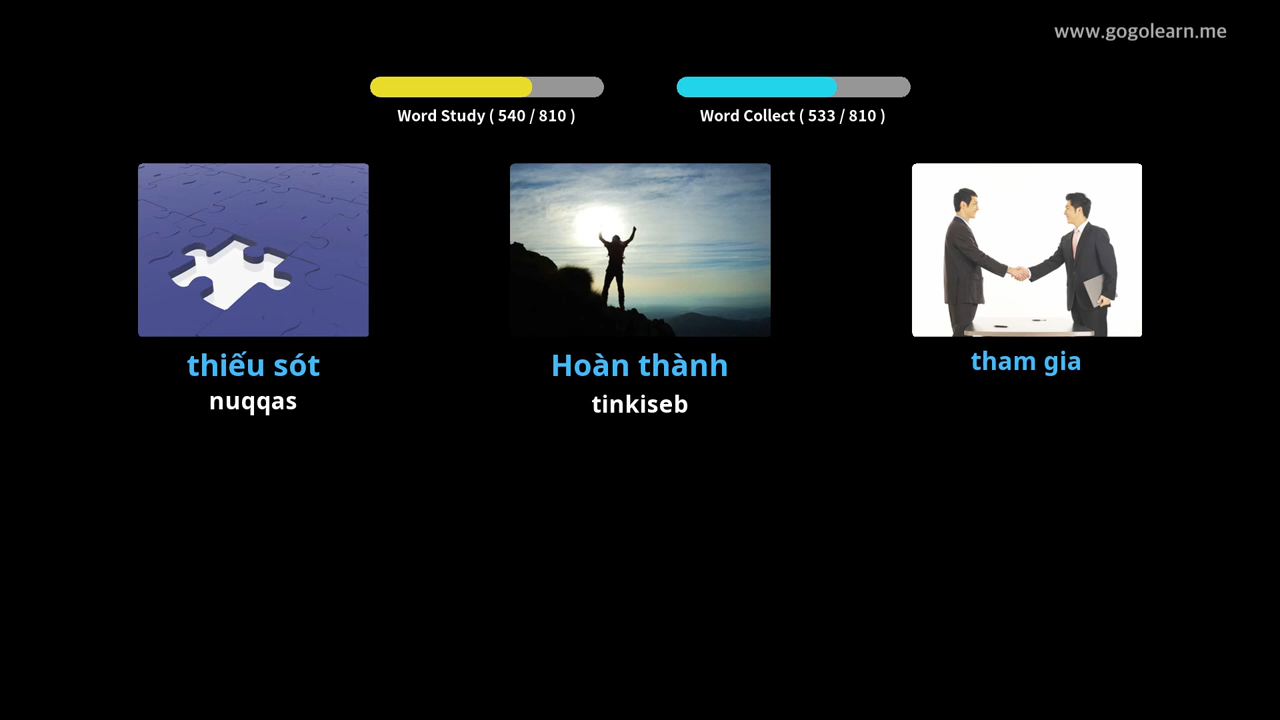 www.gogolearn.me
Word Study ( 540 / 810 )
Word Collect ( 533 / 810 )
thiếu sót
nuqqas
Hoàn thành
tinkiseb
tham gia